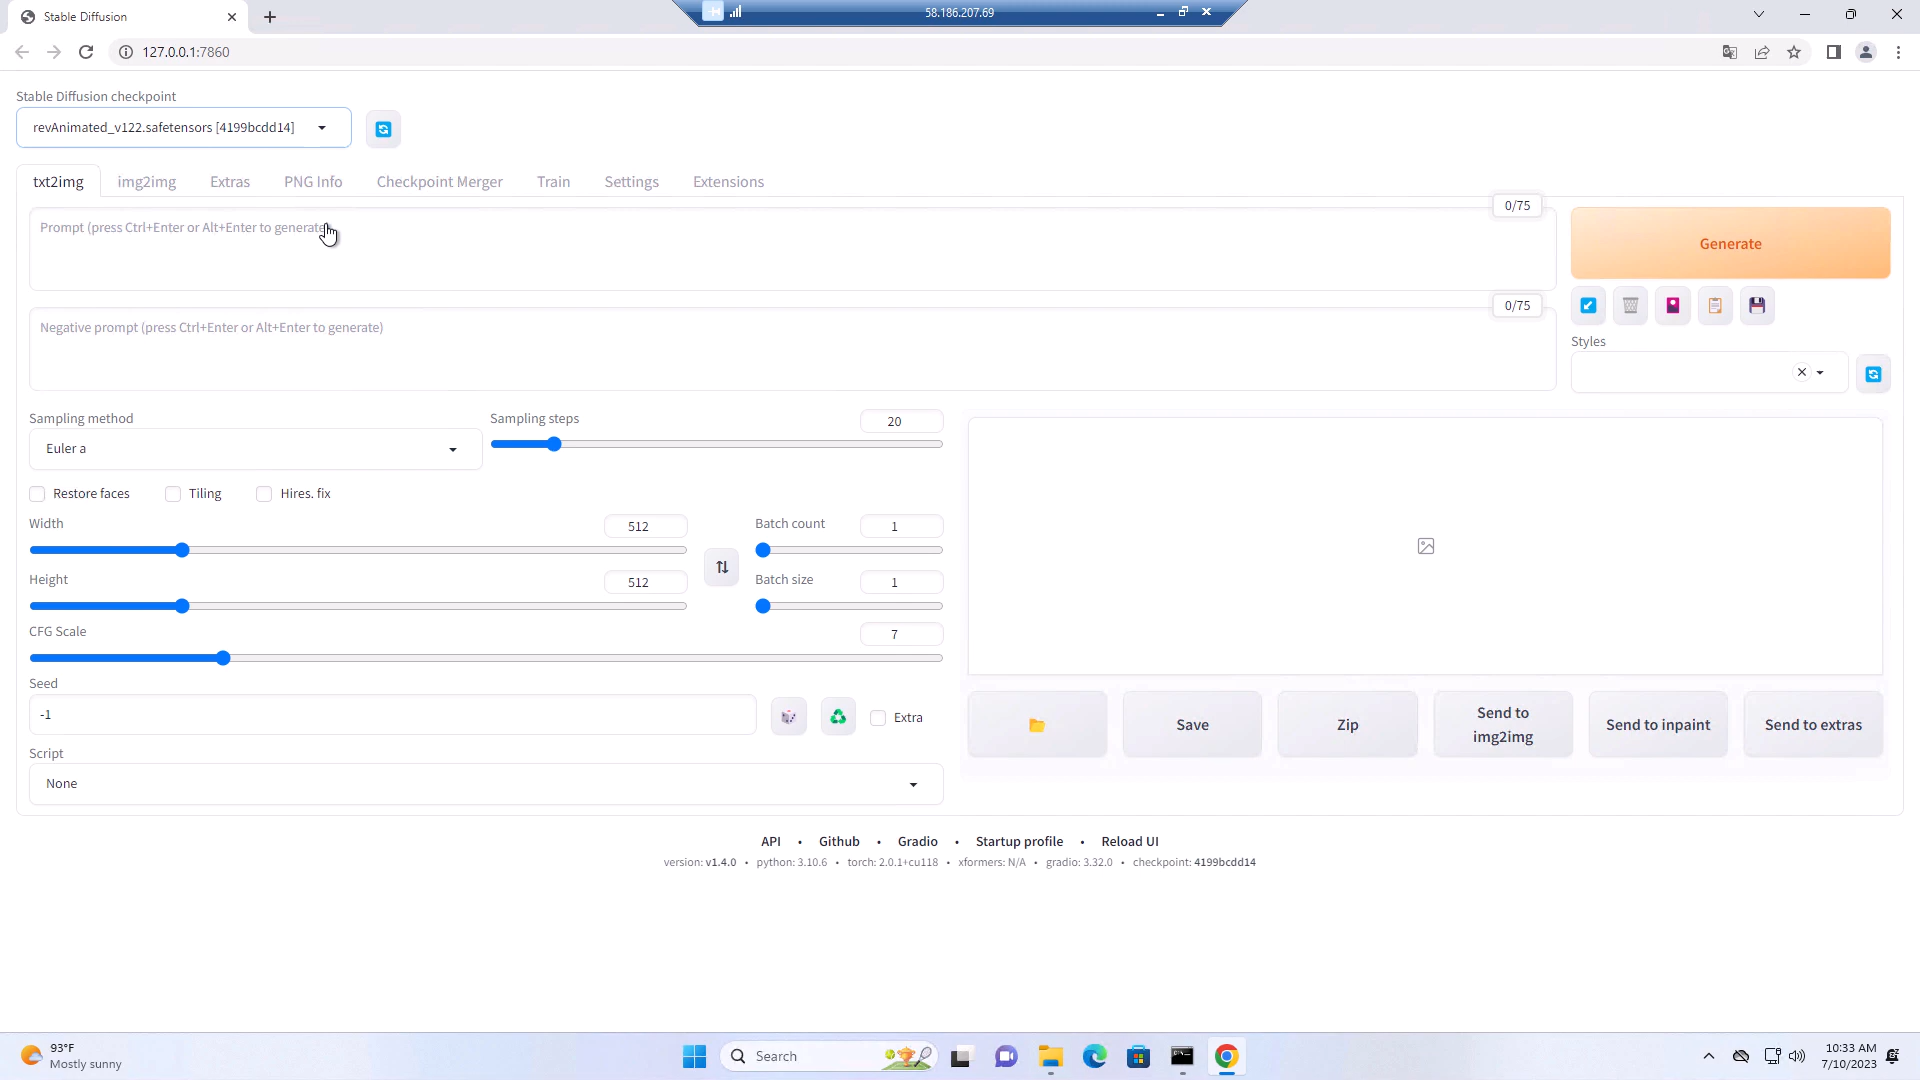 Stable Diffusion
58.186.207.69
127.0.0.1:7860
Stable Diffusion checkpoint
revAnimated_v122.safetensors [4199bcdd14]
txt2img img2img Extras PNG Info Checkpoint Merger Train Settings Extensions
0/75
Prompt (press Ctrl+Enter or Alt+Enter to generate
Generate
0/75
Negative prompt (press Ctrl+Enter or Alt+Enter to generate)
Styles
Sampling method
Euler a
Sampling steps
20
Restore faces Tiling Hires. fix
Width
512
Batch count
1
Height
512
Batch size
1
CFG Scale
7
Seed
-1
Extra
Script
None
Save
Zip
Send to
img2img
Send to inpaint
Send to extras
API • Github • Gradio • Startup profile • Reload UI
version: v1.4.0 • python: 3.10.6 • torch: 2.0.1+cu118 • xformers: N/A • gradio: 3.32.0 • checkpoint: 4199bcdd14
93°F
Mostly sunny
Search
10:33 AM
7/10/2023